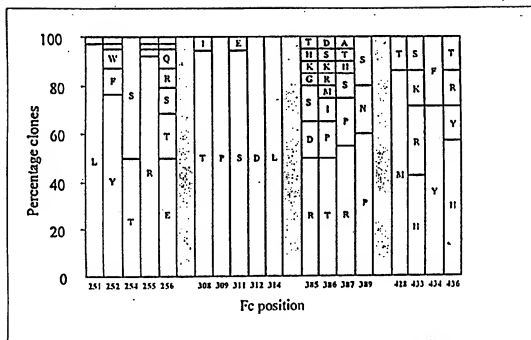 Percentage clones
100 I E T D A
W Q H S T S T S T
K K H
80 F R G R S F
M K R
S S S I N
60 T D P P Y
L R T P S D L R
40 Y M Y
T E R T R P H H
20
0
251 252 254 255 256 308 309 311 312 314 385 386 387 389 428 433 434 436
Fc position